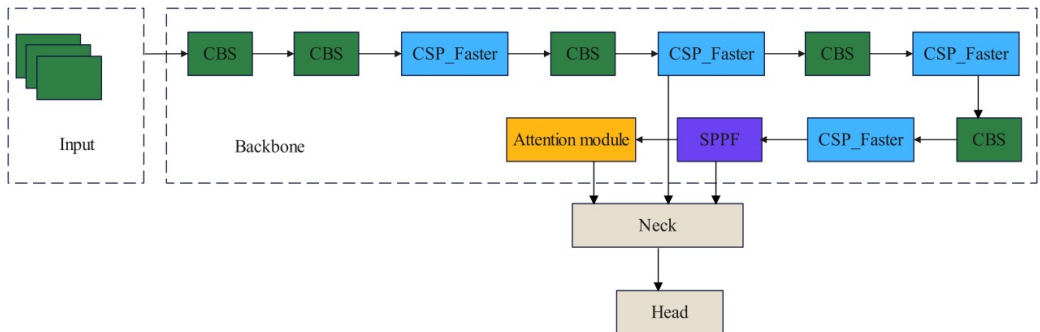 CBS
CBS
CSP_Faster
CBS
CSP_Faster
CBS
CSP_Faster
Input
Backbone
Attention module
SPPF
CSP_Faster
CBS
Neck
Head